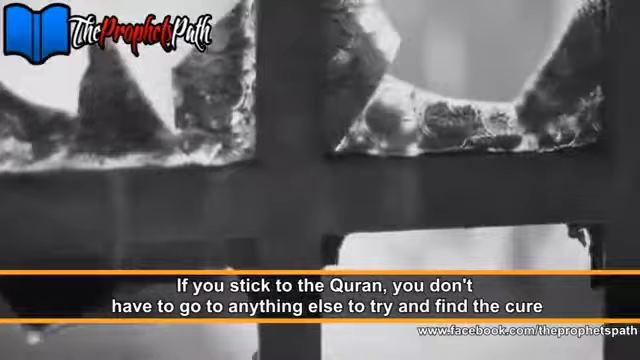 TheProphetsPath
If you stick to the Quran, you don't
have to go to anything else to try and find the cure
www.facebook.com/theprophetspath